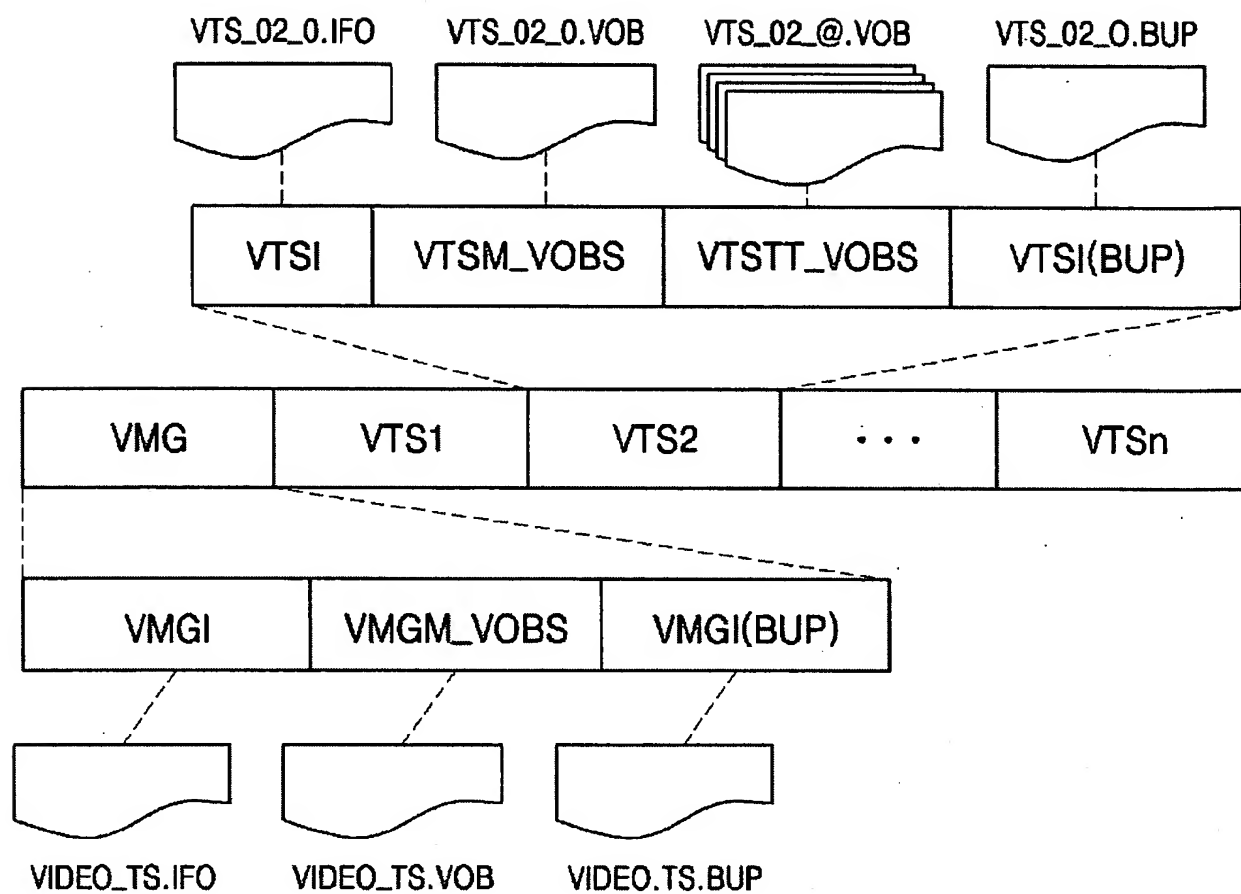 VTS_02_0.IFO VTS_02_0.VOB VTS_02_@.VOB VTS_02_O.BUP
VTSI VTSM_VOBS VTSTT_VOBS VTSI(BUP)
VMG VTS1 VTS2 ··· VTSn
VMGI VMGM_VOBS VMGI(BUP)
VIDEO_TS.IFO VIDEO_TS.VOB VIDEO.TS.BUP